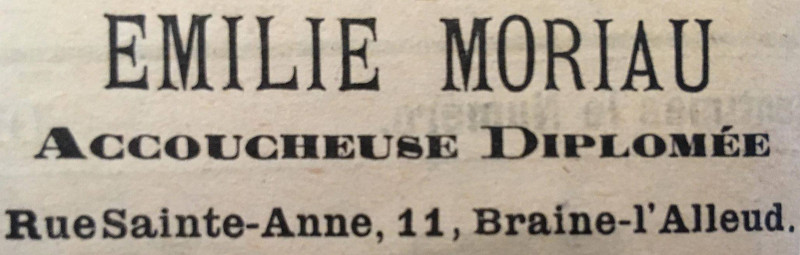 EMILIE MORIAU
ACCOUCHEUSE DIPLOMÉE
Rue Sainte-Anne, 11, Braine-l'Alleud.